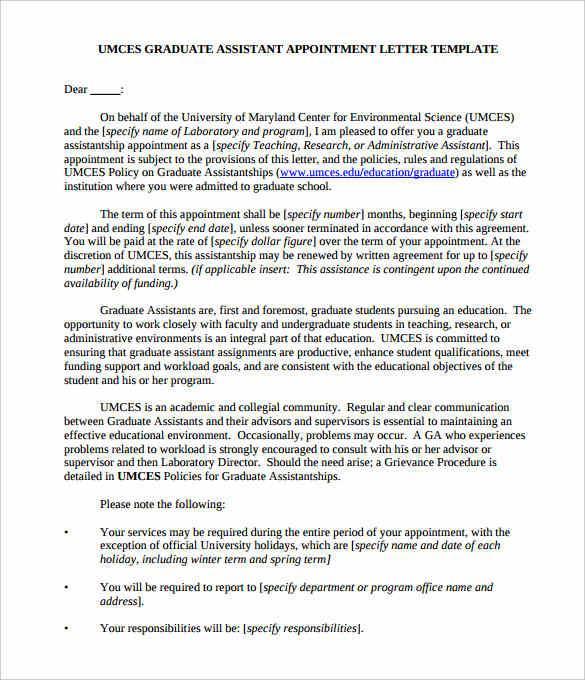 UMCES GRADUATE ASSISTANT APPOINTMENT LETTER TEMPLATE
Dear _____:
On behalf of the University of Maryland Center for Environmental Science (UMCES)
and the [specify name of Laboratory and program], I am pleased to offer you a graduate
assistantship appointment as a [specify Teaching, Research, or Administrative Assistant]. This
appointment is subject to the provisions of this letter, and the policies, rules and regulations of
UMCES Policy on Graduate Assistantships (www.umces.edu/education/graduate) as well as the
institution where you were admitted to graduate school.
The term of this appointment shall be [specify number] months, beginning [specify start
date] and ending [specify end date], unless sooner terminated in accordance with this agreement.
You will be paid at the rate of [specify dollar figure] over the term of your appointment. At the
discretion of UMCES, this assistantship may be renewed by written agreement for up to [specify
number] additional terms. (if applicable insert: This assistance is contingent upon the continued
availability of funding.)
Graduate Assistants are, first and foremost, graduate students pursuing an education. The
opportunity to work closely with faculty and undergraduate students in teaching, research, or
administrative environments is an integral part of that education. UMCES is committed to
ensuring that graduate assistant assignments are productive, enhance student qualifications, meet
funding support and workload goals, and are consistent with the educational objectives of the
student and his or her program.
UMCES is an academic and collegial community. Regular and clear communication
between Graduate Assistants and their advisors and supervisors is essential to maintaining an
effective educational environment. Occasionally, problems may occur. A GA who experiences
problems related to workload is strongly encouraged to consult with his or her advisor or
supervisor and then Laboratory Director. Should the need arise; a Grievance Procedure is
detailed in UMCES Policies for Graduate Assistantships.
Please note the following:
• Your services may be required during the entire period of your appointment, with the
exception of official University holidays, which are [specify name and date of each
holiday, including winter term and spring term]
• You will be required to report to [specify department or program office name and
address].
• Your responsibilities will be: [specify responsibilities].